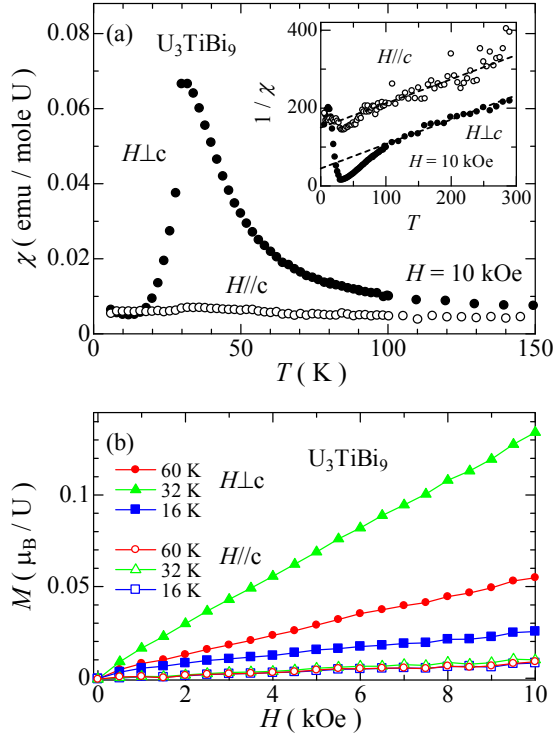 (a)
U₃TiBi₉
χ ( emu / mole U )
0.08
0.06
0.04
0.02
0
0
50
100
150
T ( K )
H⊥c
H//c
H = 10 kOe
1 / χ
400
200
0
0
100
200
300
T
H//c
H⊥c
H = 10 kOe
(b)
U₃TiBi₉
M ( μB / U )
0.1
0.05
0
0
2
4
6
8
10
H ( kOe )
60 K
32 K
16 K
H⊥c
60 K
32 K
16 K
H//c